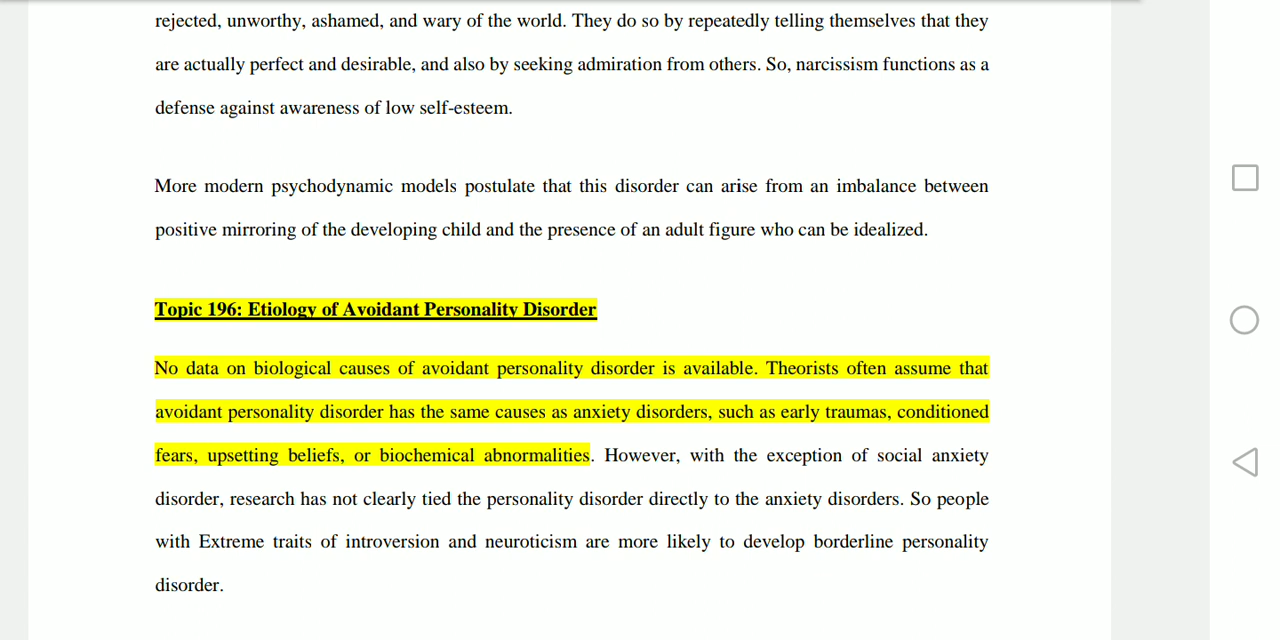 rejected, unworthy, ashamed, and wary of the world. They do so by repeatedly telling themselves that they
are actually perfect and desirable, and also by seeking admiration from others. So, narcissism functions as a
defense against awareness of low self-esteem.
More modern psychodynamic models postulate that this disorder can arise from an imbalance between
positive mirroring of the developing child and the presence of an adult figure who can be idealized.
Topic 196: Etiology of Avoidant Personality Disorder
No data on biological causes of avoidant personality disorder is available. Theorists often assume that
avoidant personality disorder has the same causes as anxiety disorders, such as early traumas, conditioned
fears, upsetting beliefs, or biochemical abnormalities. However, with the exception of social anxiety
disorder, research has not clearly tied the personality disorder directly to the anxiety disorders. So people
with Extreme traits of introversion and neuroticism are more likely to develop borderline personality
disorder.